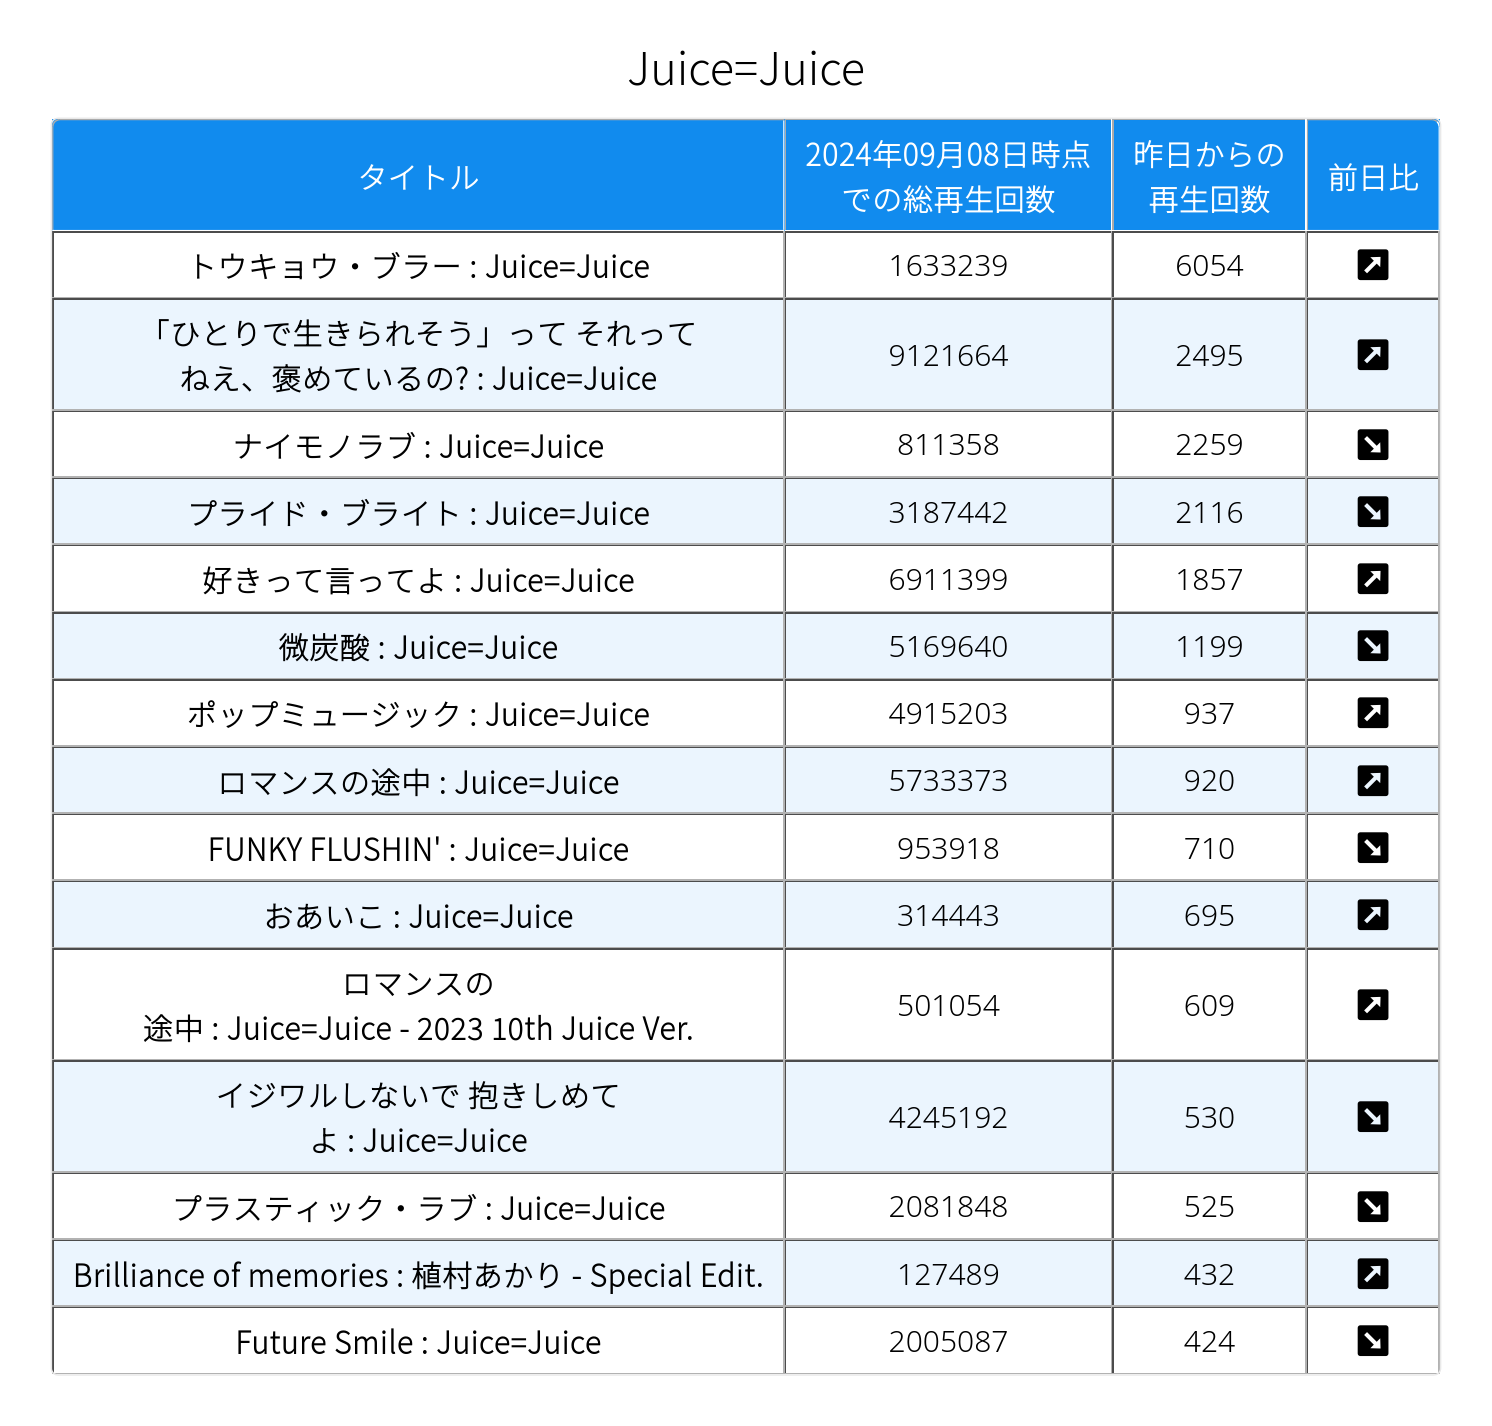 Juice=Juice
タイトル
2024年09月08日時点
での総再生回数
昨日からの
再生回数
前日比
トウキョウ・ブラー : Juice=Juice 1633239 6054
「ひとりで生きられそう」って それって
ねえ、褒めているの? : Juice=Juice 9121664 2495
ナイモノラブ : Juice=Juice 811358 2259
プライド・ブライト : Juice=Juice 3187442 2116
好きって言ってよ : Juice=Juice 6911399 1857
微炭酸 : Juice=Juice 5169640 1199
ポップミュージック : Juice=Juice 4915203 937
ロマンスの途中 : Juice=Juice 5733373 920
FUNKY FLUSHIN' : Juice=Juice 953918 710
おあいこ : Juice=Juice 314443 695
ロマンスの
途中 : Juice=Juice - 2023 10th Juice Ver. 501054 609
イジワルしないで 抱きしめて
よ : Juice=Juice 4245192 530
プラスティック・ラブ : Juice=Juice 2081848 525
Brilliance of memories : 植村あかり - Special Edit. 127489 432
Future Smile : Juice=Juice 2005087 424